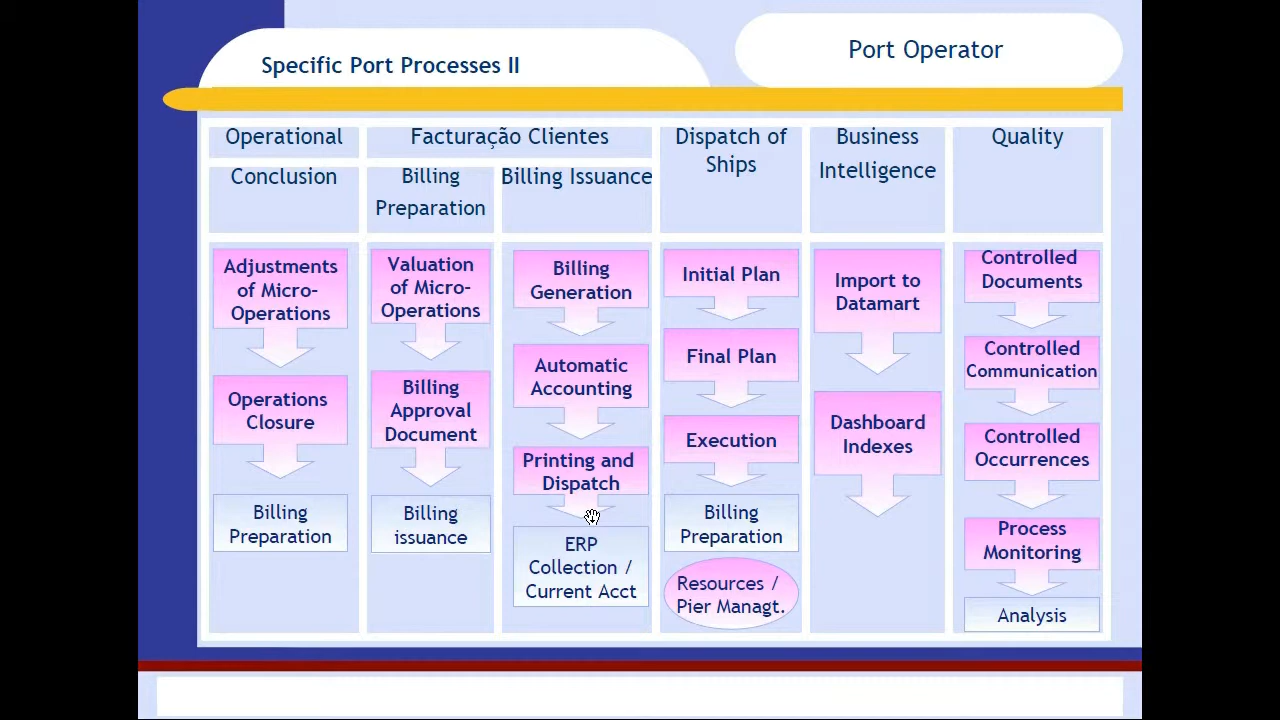 Specific Port Processes II
Port Operator
Operational
Facturação Clientes
Dispatch of
Ships
Business
Intelligence
Quality
Conclusion
Billing
Preparation
Billing Issuance
Adjustments
of Micro-
Operations
Operations
Closure
Billing
Preparation
Valuation
of Micro-
Operations
Billing
Approval
Document
Billing
issuance
Billing
Generation
Automatic
Accounting
Printing and
Dispatch
ERP
Collection /
Current Acct
Initial Plan
Final Plan
Execution
Billing
Preparation
Resources /
Pier Managt.
Import to
Datamart
Dashboard
Indexes
Controlled
Documents
Controlled
Communication
Controlled
Occurrences
Process
Monitoring
Analysis